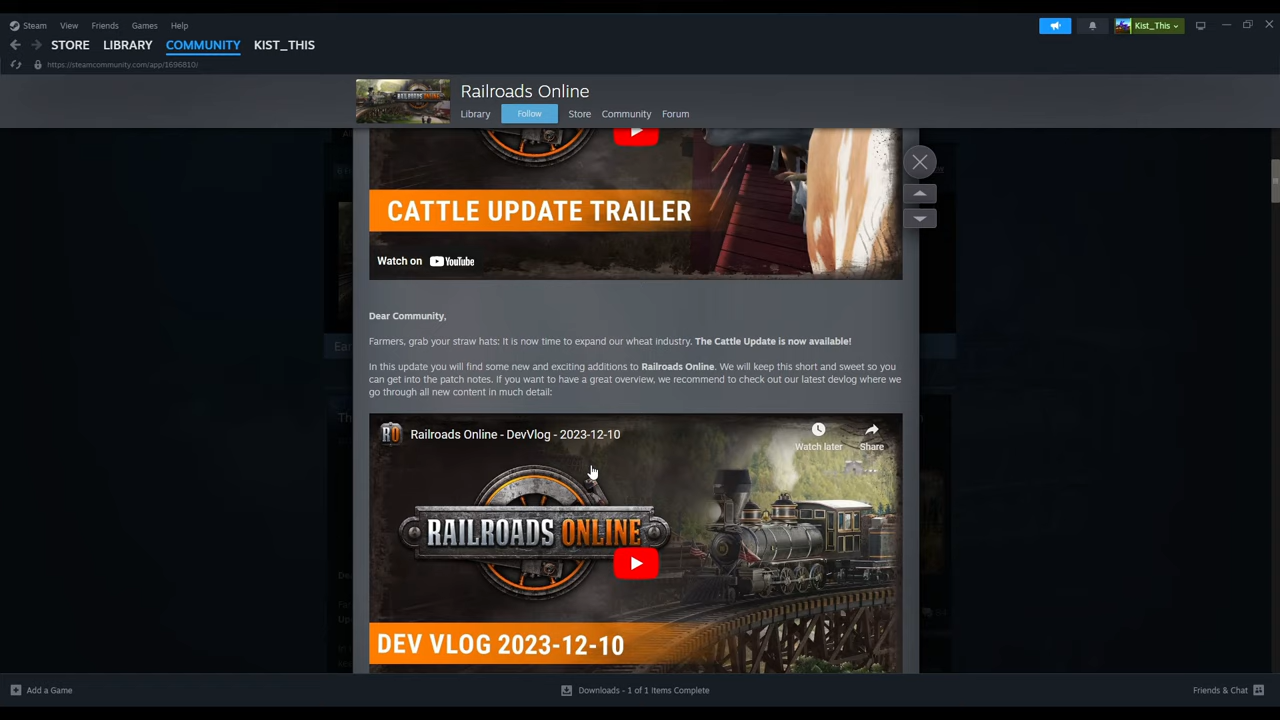 Steam View Friends Games Help
Kist_This
STORE LIBRARY COMMUNITY KIST_THIS
https://steamcommunity.com/app/1696810/
RAILROADS ONLINE
Railroads Online
Library Follow Store Community Forum
CATTLE UPDATE TRAILER
Watch on YouTube
Dear Community,
Farmers, grab your straw hats: It is now time to expand our wheat industry. The Cattle Update is now available!
In this update you will find some new and exciting additions to Railroads Online. We will keep this short and sweet so you
can get into the patch notes. If you want to have a great overview, we recommend to check out our latest devlog where we
go through all new content in much detail:
RO Railroads Online - DevVlog - 2023-12-10
Watch later Share
RAILROADS ONLINE
DEV VLOG 2023-12-10
Add a Game
Downloads - 1 of 1 Items Complete
Friends & Chat